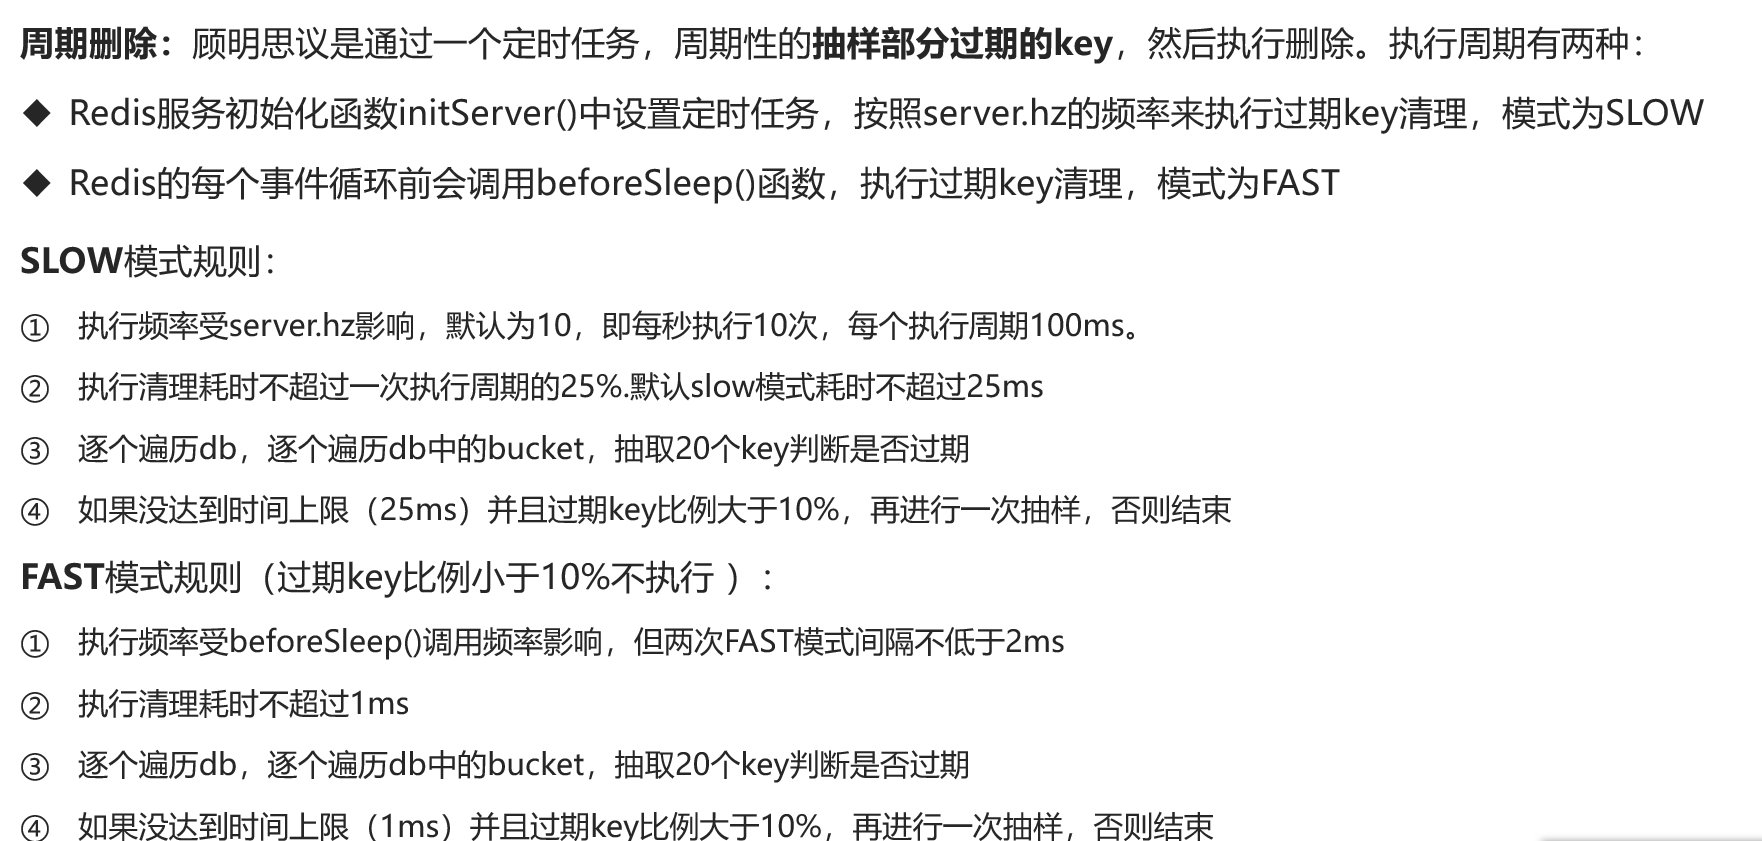 周期删除：顾明思议是通过一个定时任务，周期性的抽样部分过期的key，然后执行删除。执行周期有两种：
◆ Redis服务初始化函数initServer()中设置定时任务，按照server.hz的频率来执行过期key清理，模式为SLOW
◆ Redis的每个事件循环前会调用beforeSleep()函数，执行过期key清理，模式为FAST
SLOW模式规则：
① 执行频率受server.hz影响，默认为10，即每秒执行10次，每个执行周期100ms。
② 执行清理耗时不超过一次执行周期的25%.默认slow模式耗时不超过25ms
③ 逐个遍历db，逐个遍历db中的bucket，抽取20个key判断是否过期
④ 如果没达到时间上限（25ms）并且过期key比例大于10%，再进行一次抽样，否则结束
FAST模式规则（过期key比例小于10%不执行 ）：
① 执行频率受beforeSleep()调用频率影响，但两次FAST模式间隔不低于2ms
② 执行清理耗时不超过1ms
③ 逐个遍历db，逐个遍历db中的bucket，抽取20个key判断是否过期
④ 如果没达到时间上限（1ms）并且过期key比例大于10%，再进行一次抽样，否则结束